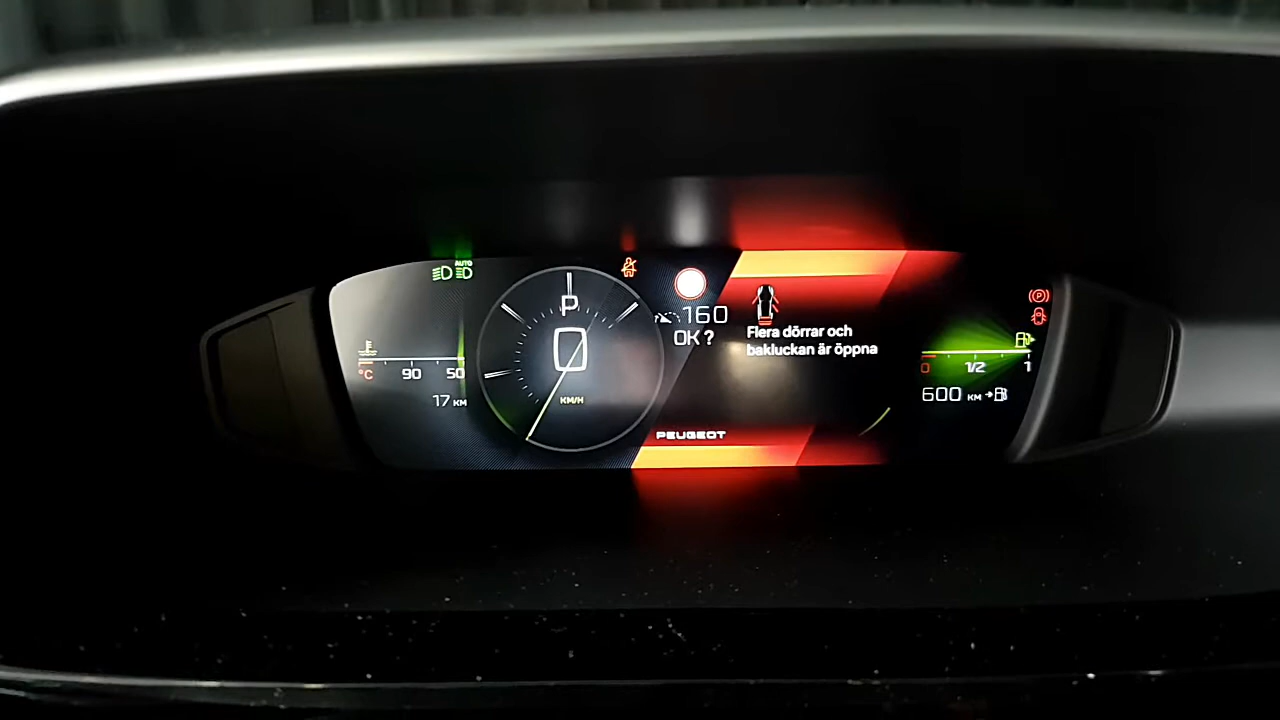 AUTO
P
0
KM/H
160
OK ?
Flera dörrar och
bakluckan är öppna
°C 90 50
17 KM
PEUGEOT
(P)
0 1/2 1
600 KM